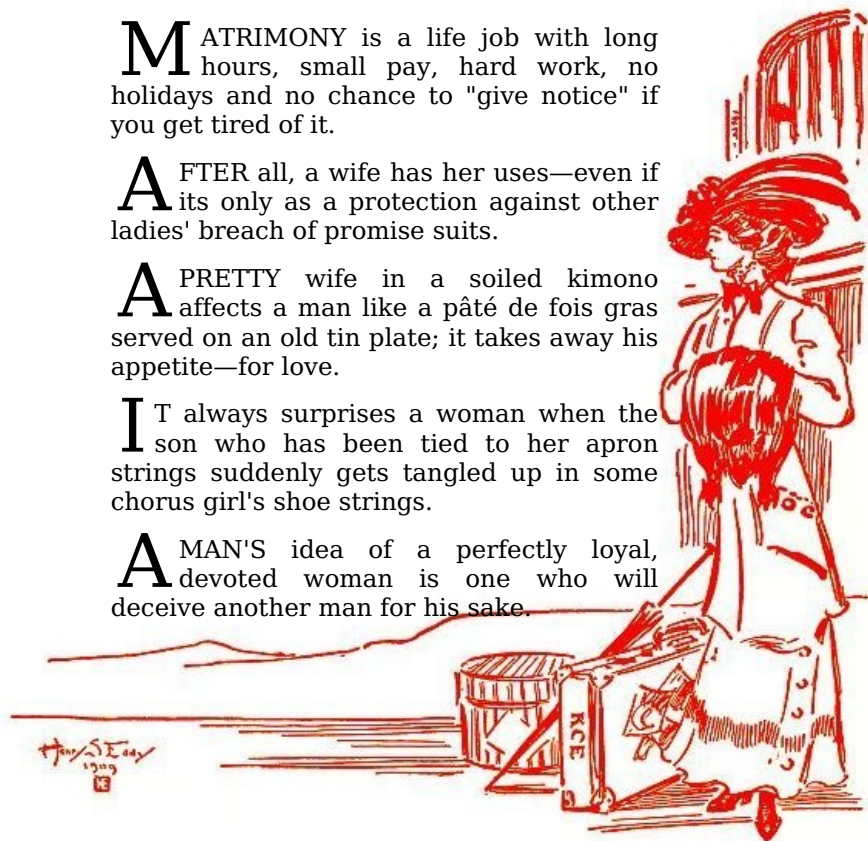 MATRIMONY is a life job with long
hours, small pay, hard work, no
holidays and no chance to "give notice" if
you get tired of it.
AFTER all, a wife has her uses—even if
its only as a protection against other
ladies' breach of promise suits.
A PRETTY wife in a soiled kimono
affects a man like a pâté de fois gras
served on an old tin plate; it takes away his
appetite—for love.
IT always surprises a woman when the
son who has been tied to her apron
strings suddenly gets tangled up in some
chorus girl's shoe strings.
A MAN'S idea of a perfectly loyal,
devoted woman is one who will
deceive another man for his sake.
KCE
Henry S Eddy
1909